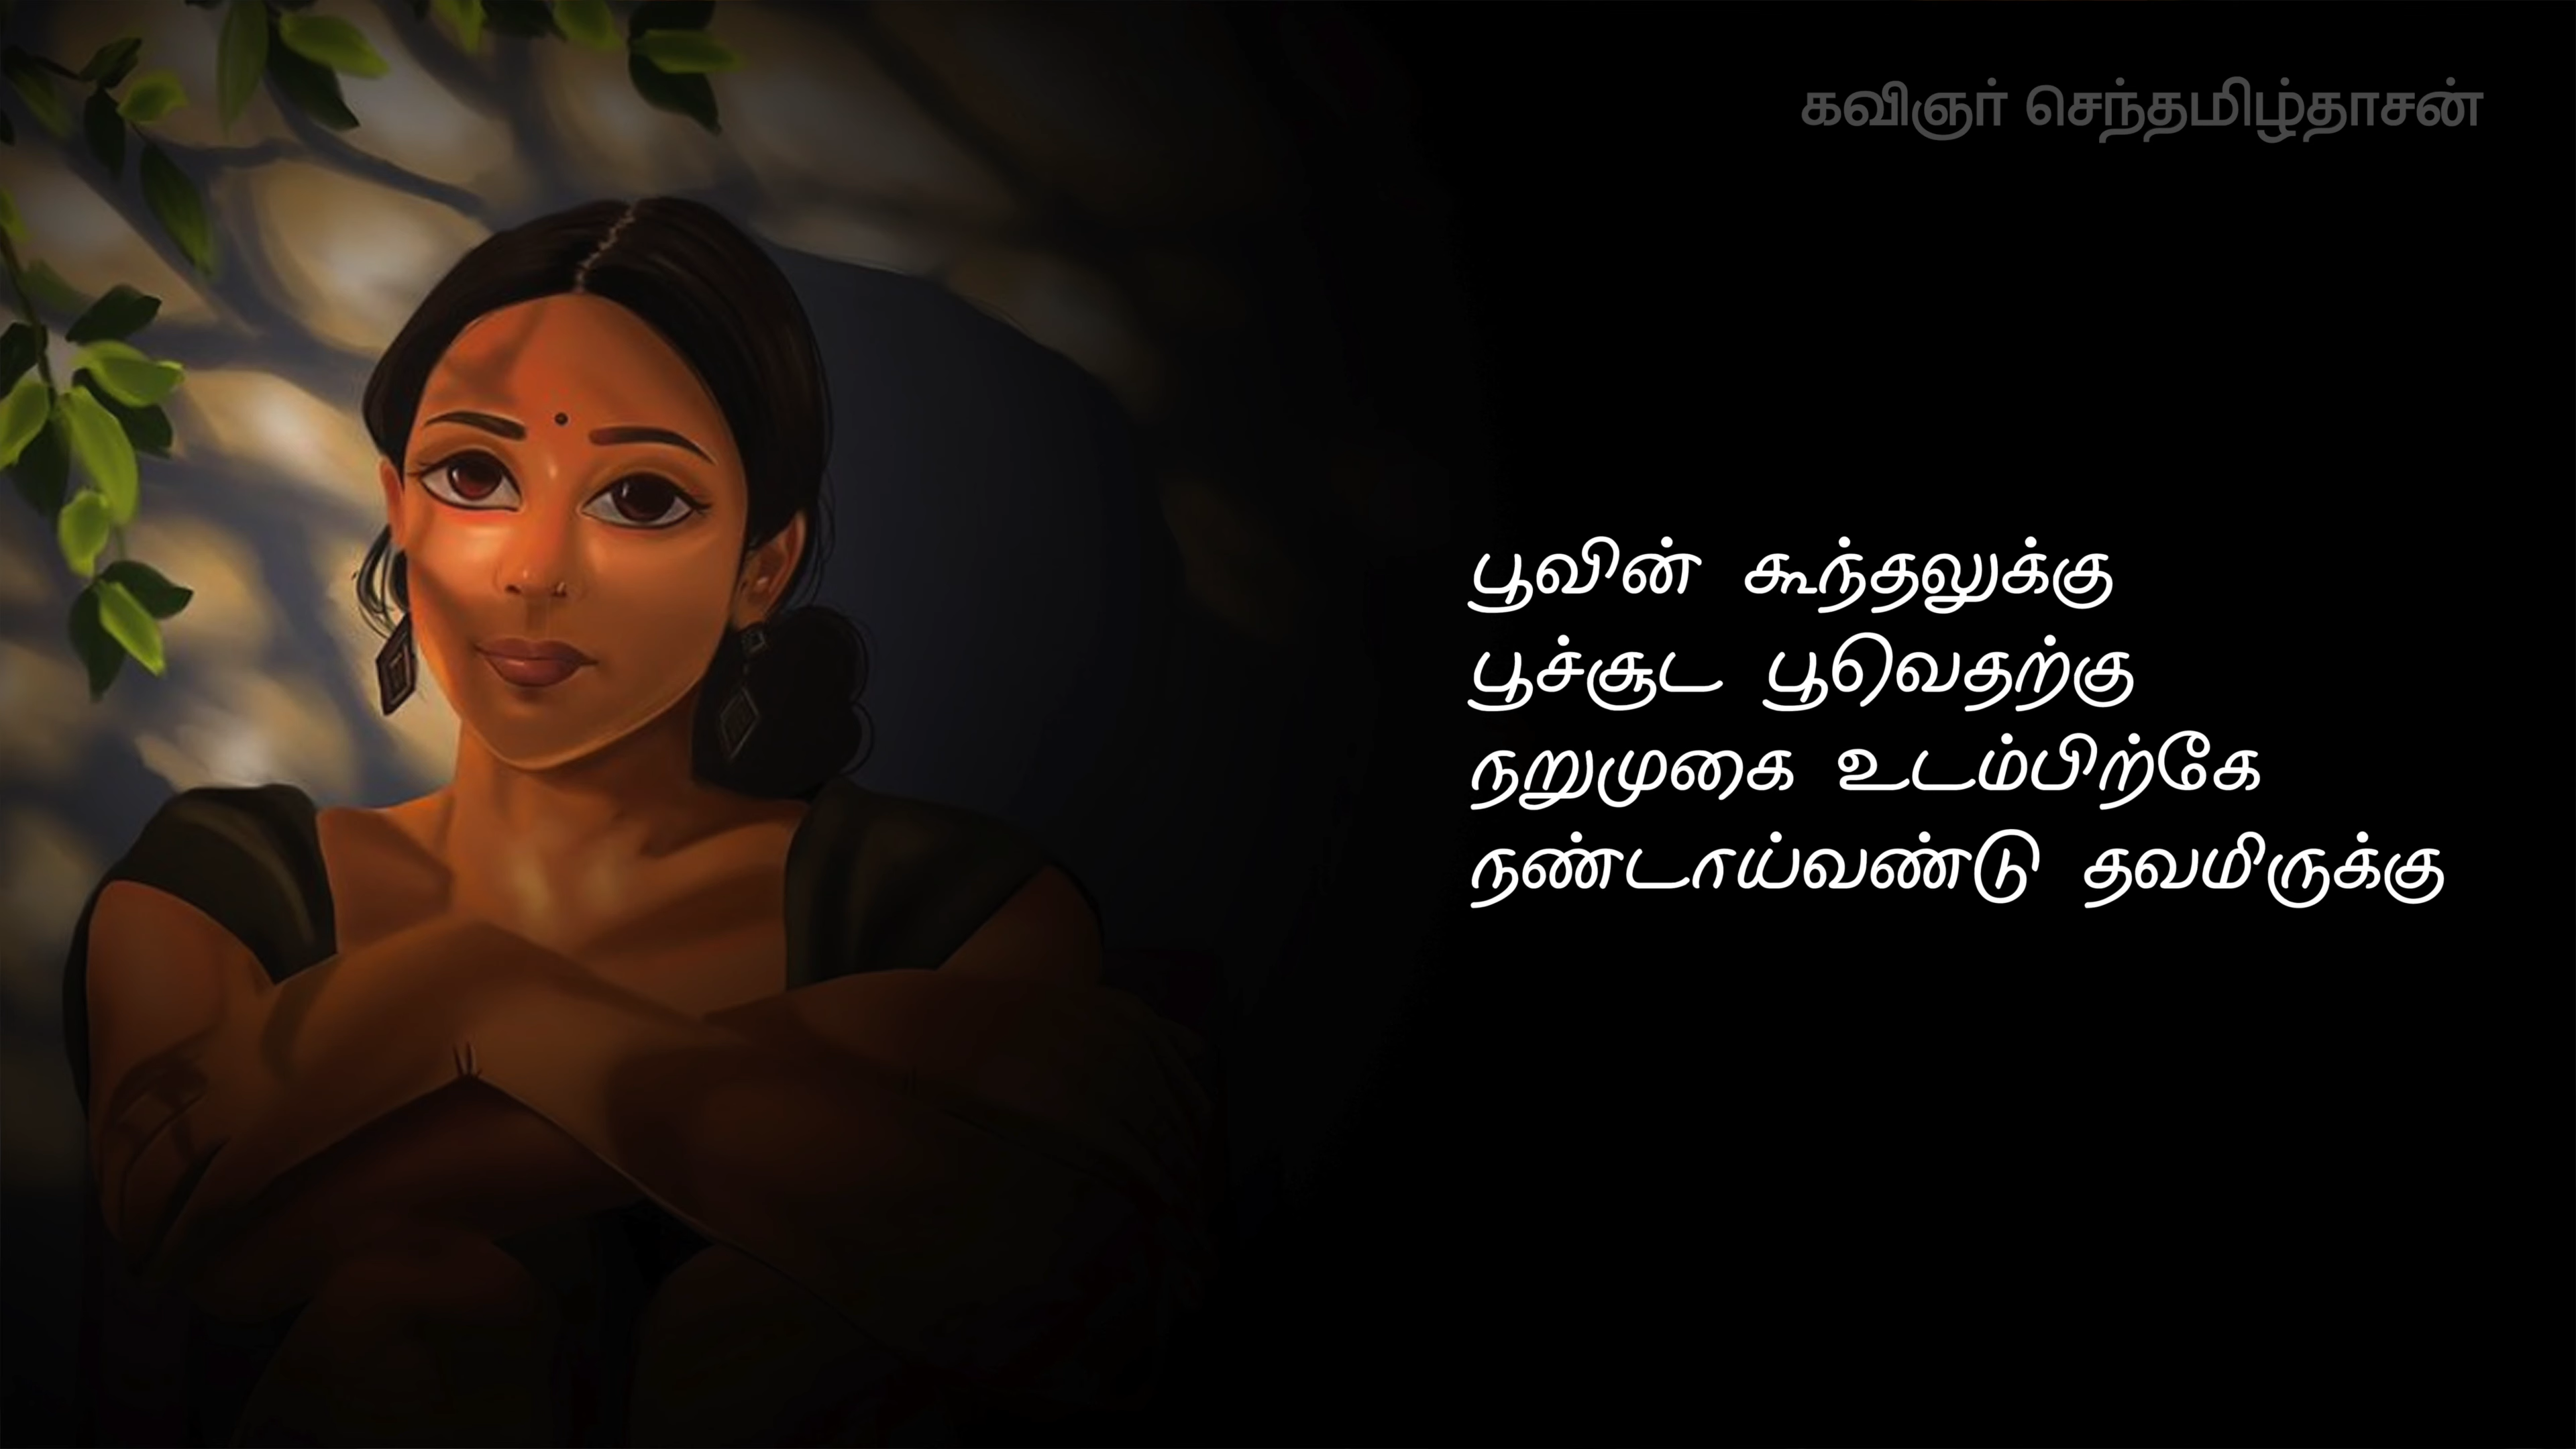 கவிஞர் செந்தமிழ்தாசன்
பூவின் கூந்தலுக்கு
பூச்சூட பூவெதற்கு
நறுமுகை உடம்பிற்கே
நண்டாய்வண்டு தவமிருக்கு